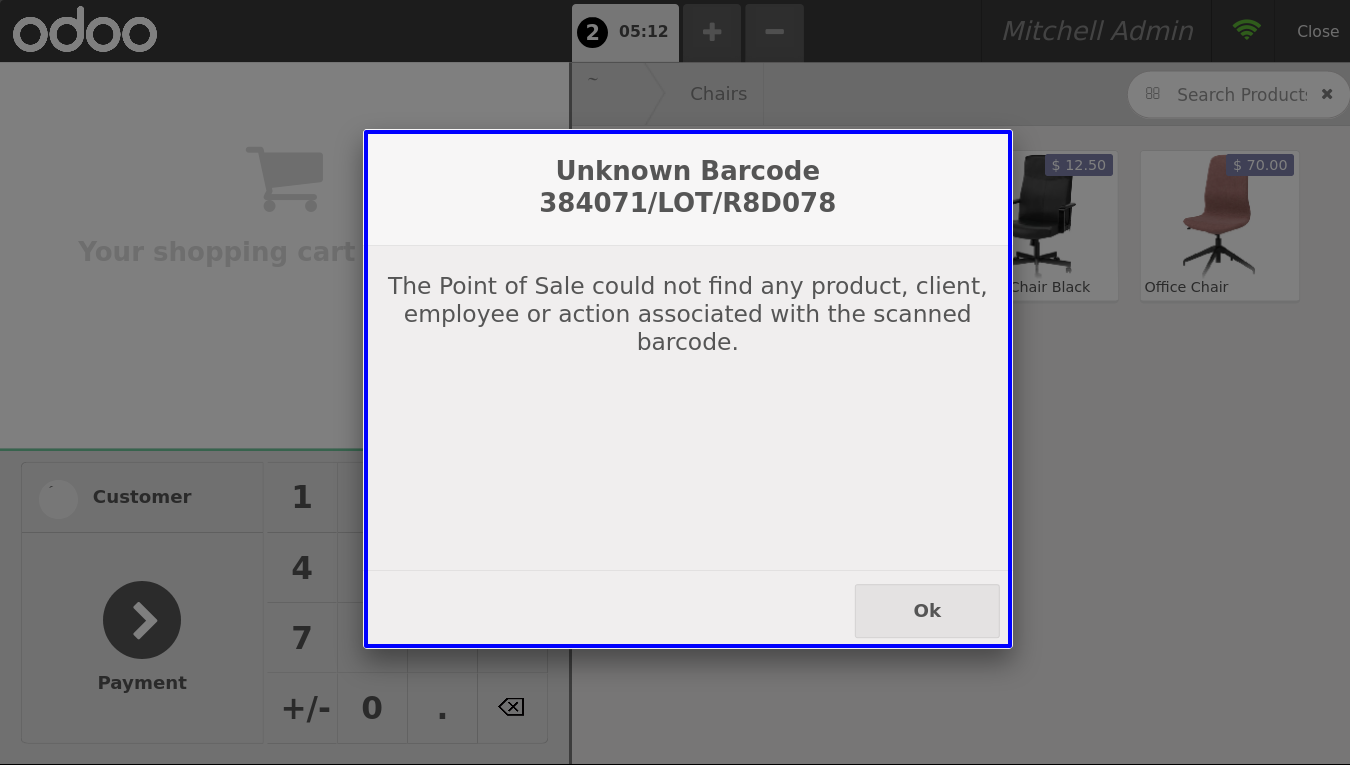 odoo
2 05:12
Mitchell Admin
Close
~
Chairs
Search Products
Unknown Barcode
384071/LOT/R8D078
The Point of Sale could not find any product, client,
employee or action associated with the scanned
barcode.
Ok
Your shopping cart
$ 12.50
Chair Black
$ 70.00
Office Chair
Customer
Payment
1
4
7
+/-
0
.